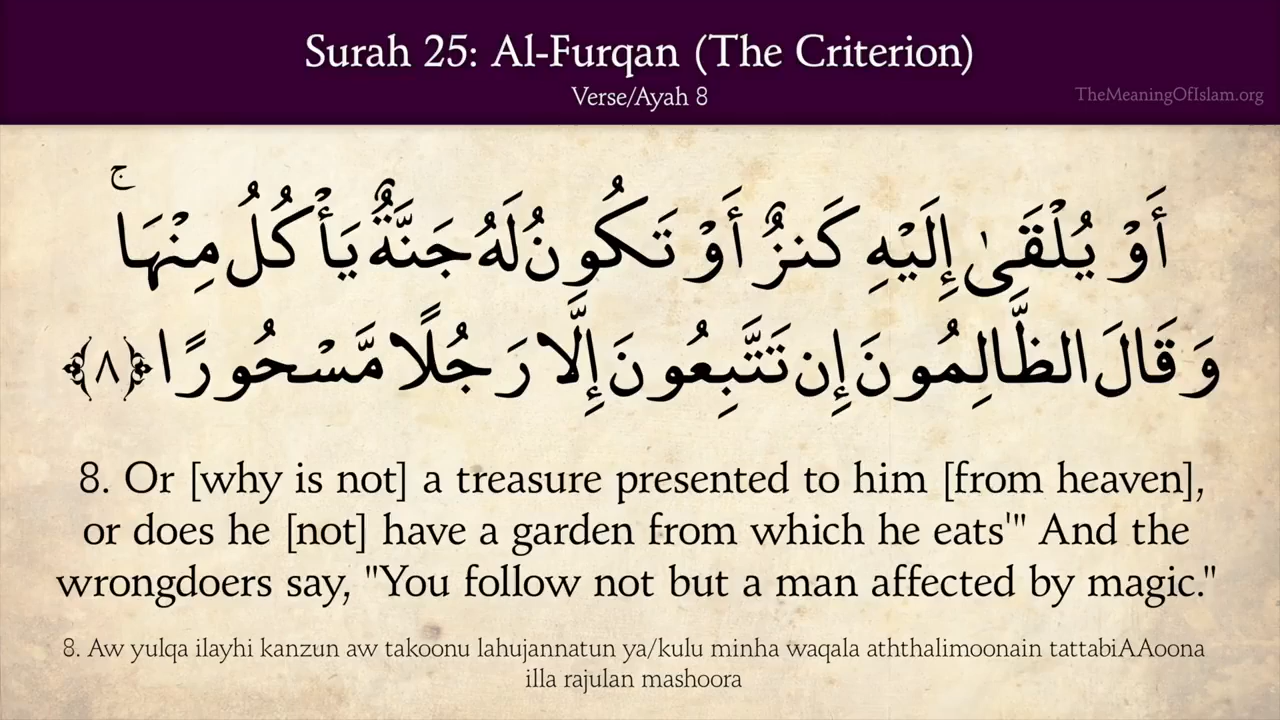 Surah 25: Al-Furqan (The Criterion)
Verse/Ayah 8
TheMeaningOfIslam.org
أَوْ يُلْقَىٰ إِلَيْهِ كَنزٌ أَوْ تَكُونُ لَهُ جَنَّةٌ يَأْكُلُ مِنْهَا ۚ
وَقَالَ الظَّالِمُونَ إِن تَتَّبِعُونَ إِلَّا رَجُلًا مَّسْحُورًا ﴿٨﴾
8. Or [why is not] a treasure presented to him [from heaven],
or does he [not] have a garden from which he eats'" And the
wrongdoers say, "You follow not but a man affected by magic."
8. Aw yulqa ilayhi kanzun aw takoonu lahujannatun ya/kulu minha waqala aththalimoonain tattabiAAoona
illa rajulan mashoora